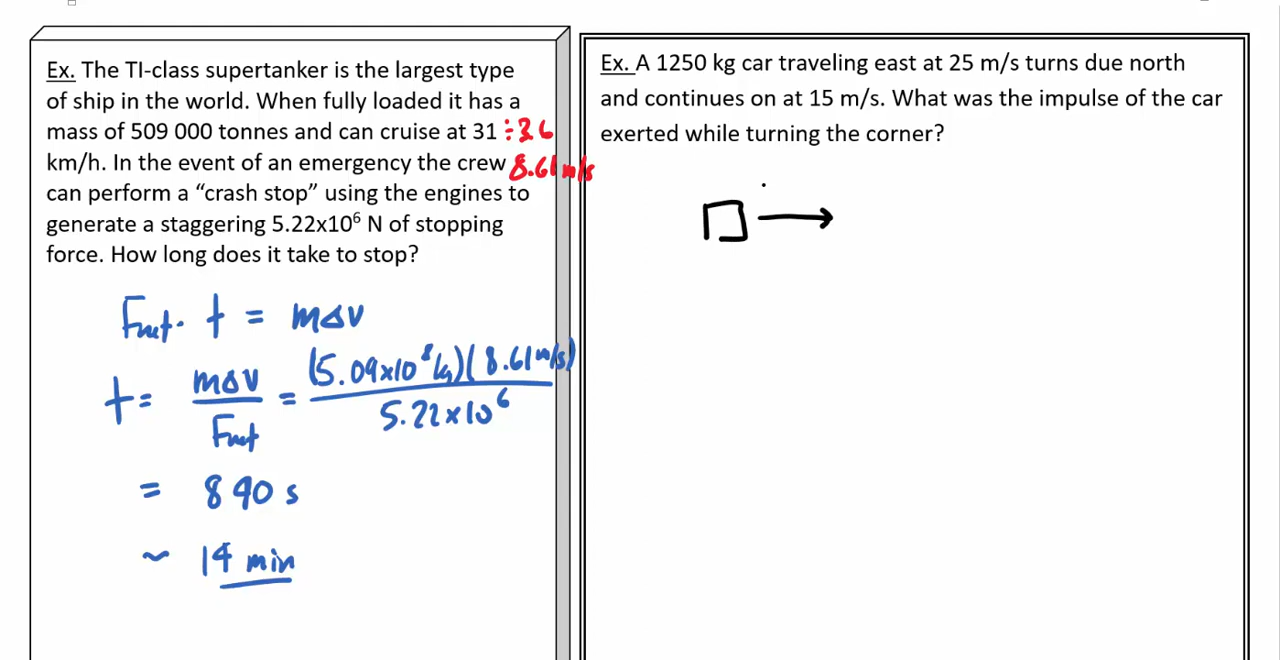 Ex. The TI-class supertanker is the largest type
of ship in the world. When fully loaded it has a
mass of 509 000 tonnes and can cruise at 31 ÷3.6
km/h. In the event of an emergency the crew 8.61 m/s
can perform a “crash stop” using the engines to
generate a staggering 5.22x10⁶ N of stopping
force. How long does it take to stop?
Fnet · t = mΔv
t = mΔv / Fnet = (5.09x10⁸ kg)(8.61 m/s) / 5.22x10⁶
= 840 s
~ 14 min
Ex. A 1250 kg car traveling east at 25 m/s turns due north
and continues on at 15 m/s. What was the impulse of the car
exerted while turning the corner?